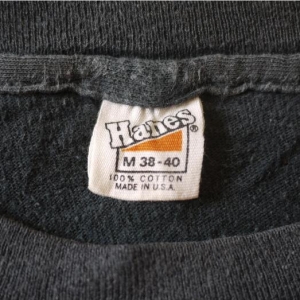 Hanes®
M 38-40
100% COTTON
MADE IN U.S.A.